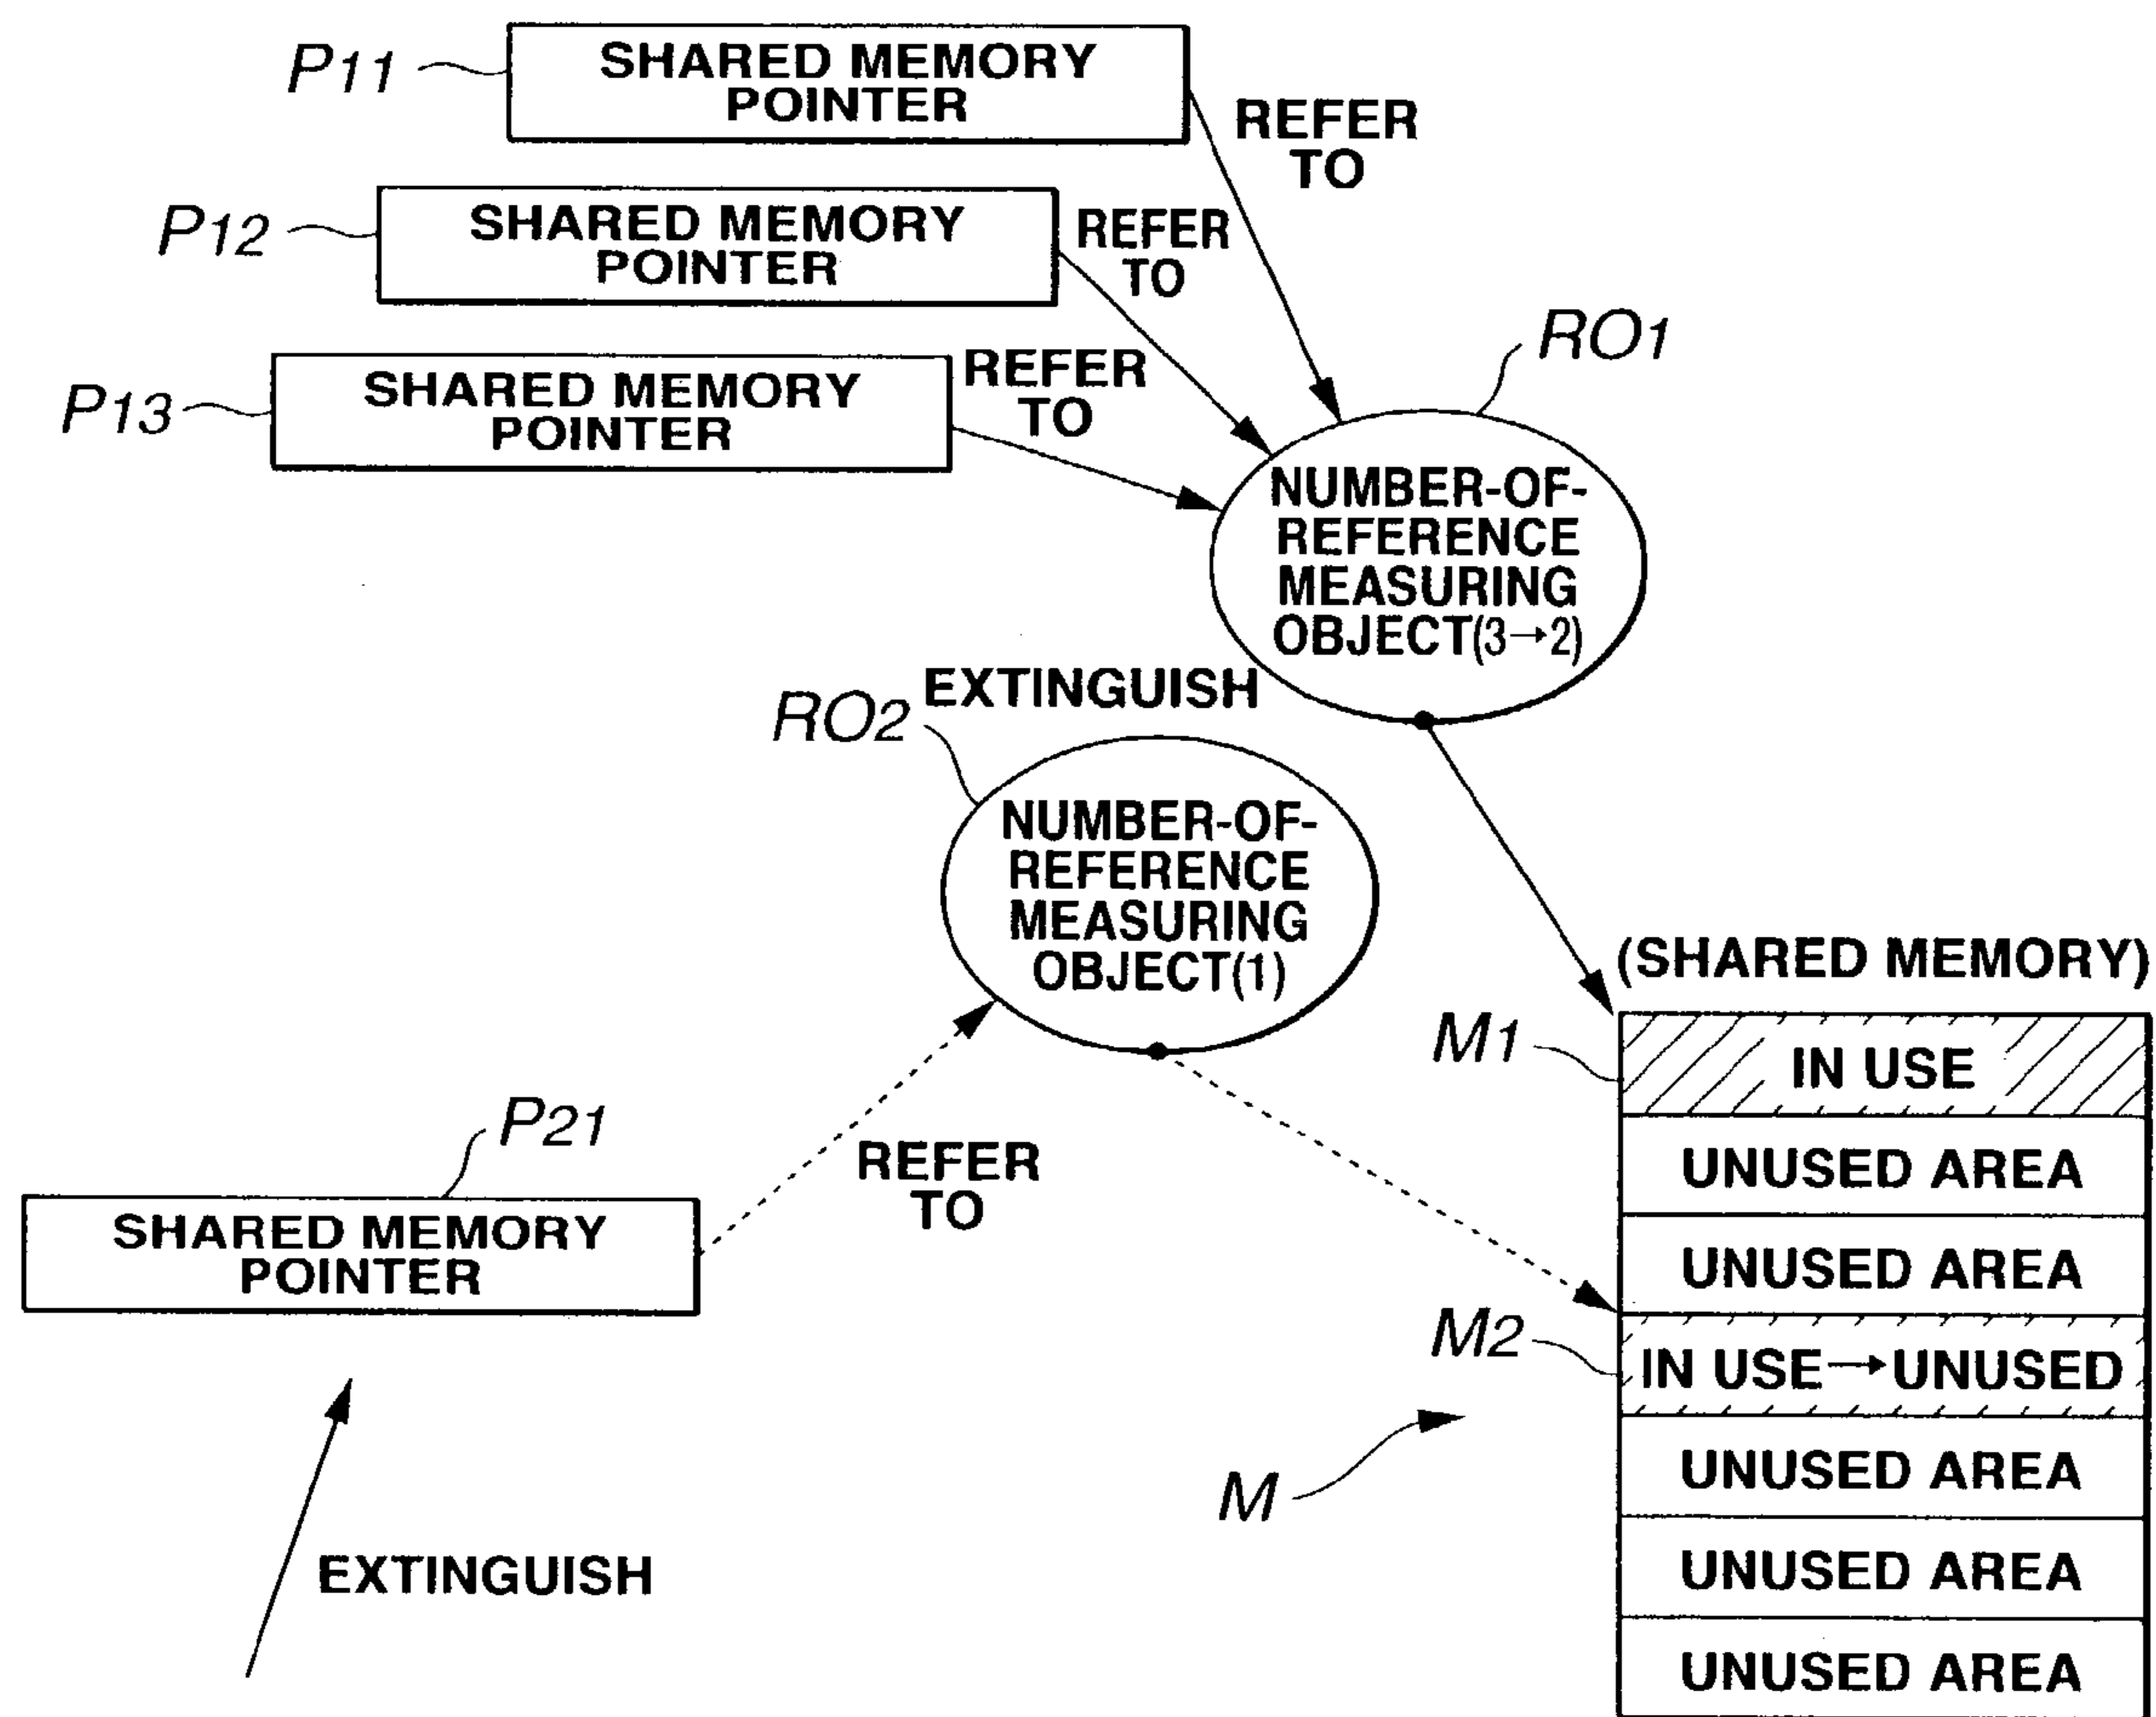 P11
SHARED MEMORY
POINTER
REFER
TO
P12
SHARED MEMORY
POINTER
REFER
TO
P13
SHARED MEMORY
POINTER
REFER
TO
RO1
NUMBER-OF-
REFERENCE
MEASURING
OBJECT(3→2)
RO2
EXTINGUISH
NUMBER-OF-
REFERENCE
MEASURING
OBJECT(1)
P21
SHARED MEMORY
POINTER
REFER
TO
EXTINGUISH
(SHARED MEMORY)
M1
IN USE
UNUSED AREA
UNUSED AREA
M2
IN USE→UNUSED
M
UNUSED AREA
UNUSED AREA
UNUSED AREA